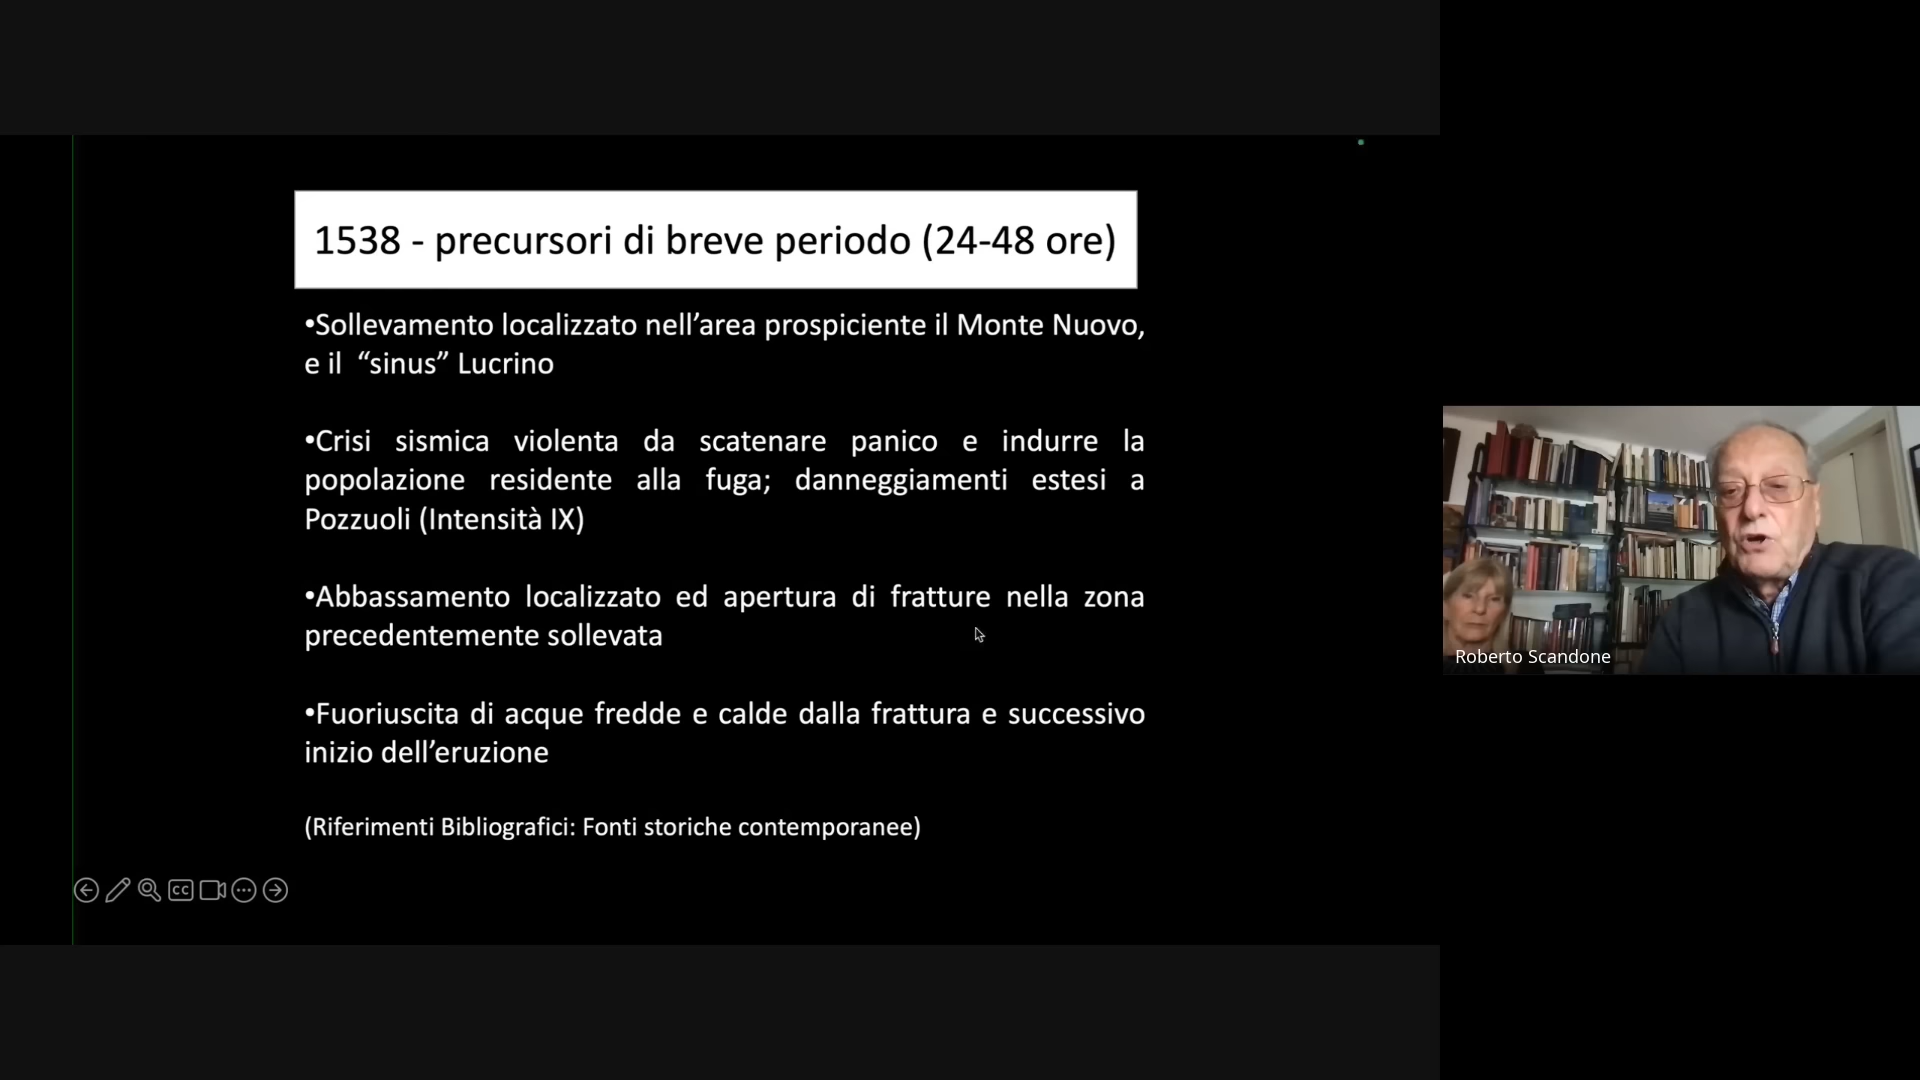 1538 - precursori di breve periodo (24-48 ore)
•Sollevamento localizzato nell’area prospiciente il Monte Nuovo,
e il “sinus” Lucrino
•Crisi sismica violenta da scatenare panico e indurre la
popolazione residente alla fuga; danneggiamenti estesi a
Pozzuoli (Intensità IX)
•Abbassamento localizzato ed apertura di fratture nella zona
precedentemente sollevata
•Fuoriuscita di acque fredde e calde dalla frattura e successivo
inizio dell’eruzione
(Riferimenti Bibliografici: Fonti storiche contemporanee)
CC
Roberto Scandone